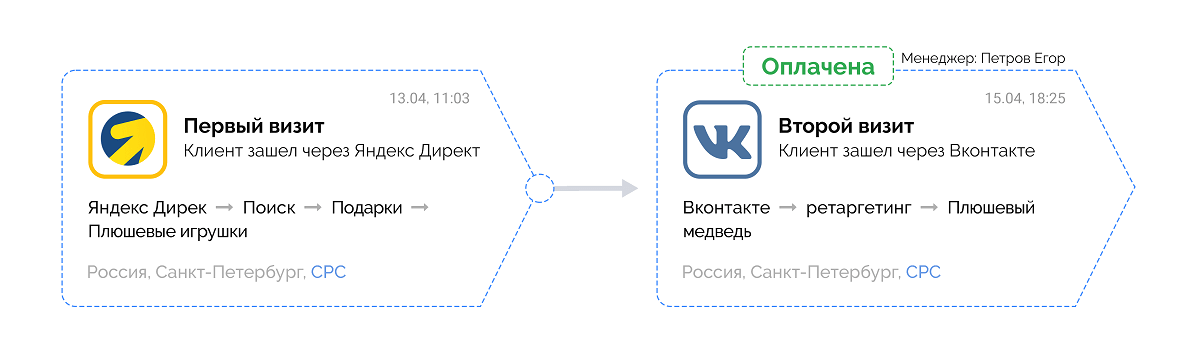 13.04, 11:03
Первый визит
Клиент зашел через Яндекс Директ
Яндекс Дирек → Поиск → Подарки →
Плюшевые игрушки
Россия, Санкт-Петербург, CPC
Оплачена
Менеджер: Петров Егор
15.04, 18:25
Второй визит
Клиент зашел через Вконтакте
Вконтакте → ретаргетинг → Плюшевый
медведь
Россия, Санкт-Петербург, CPC